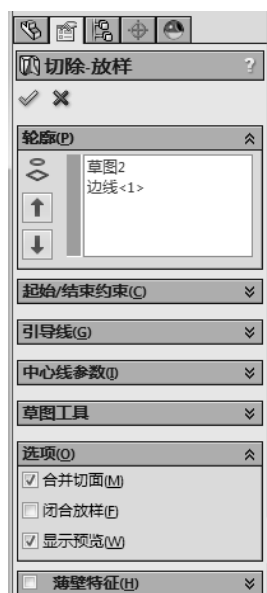 切除-放样
?
轮廓(P)
草图2
边线<1>
起始/结束约束(C)
引导线(G)
中心线参数(I)
草图工具
选项(O)
合并切面(M)
闭合放样(F)
显示预览(W)
薄壁特征(H)